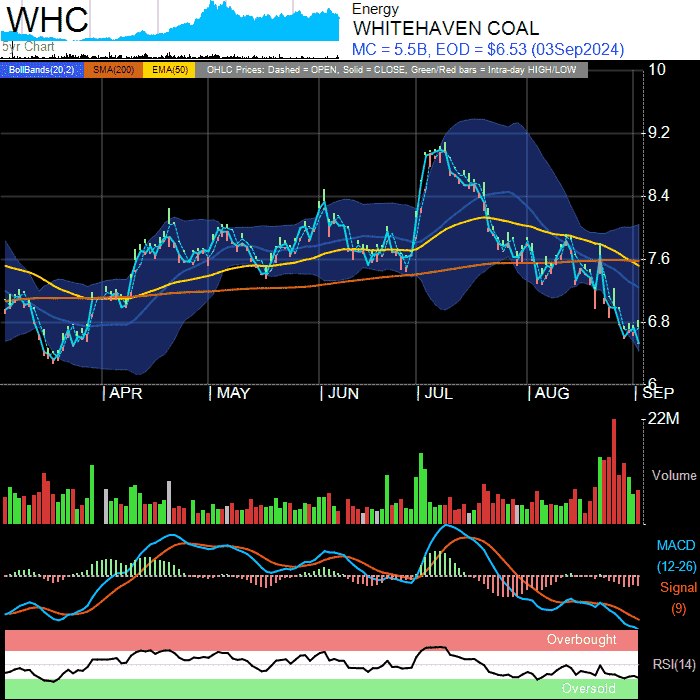 WHC
Energy
WHITEHAVEN COAL
5yr Chart
MC = 5.5B, EOD = $6.53 (03Sep2024)
BollBands(20,2) SMA(200) EMA(50) OHLC Prices: Dashed = OPEN, Solid = CLOSE, Green/Red bars = Intra-day HIGH/LOW
10
9.2
8.4
7.6
6.8
6
| APR | MAY | JUN | JUL | AUG | SEP
22M
Volume
MACD
(12-26)
Signal
(9)
Overbought
RSI(14)
Oversold